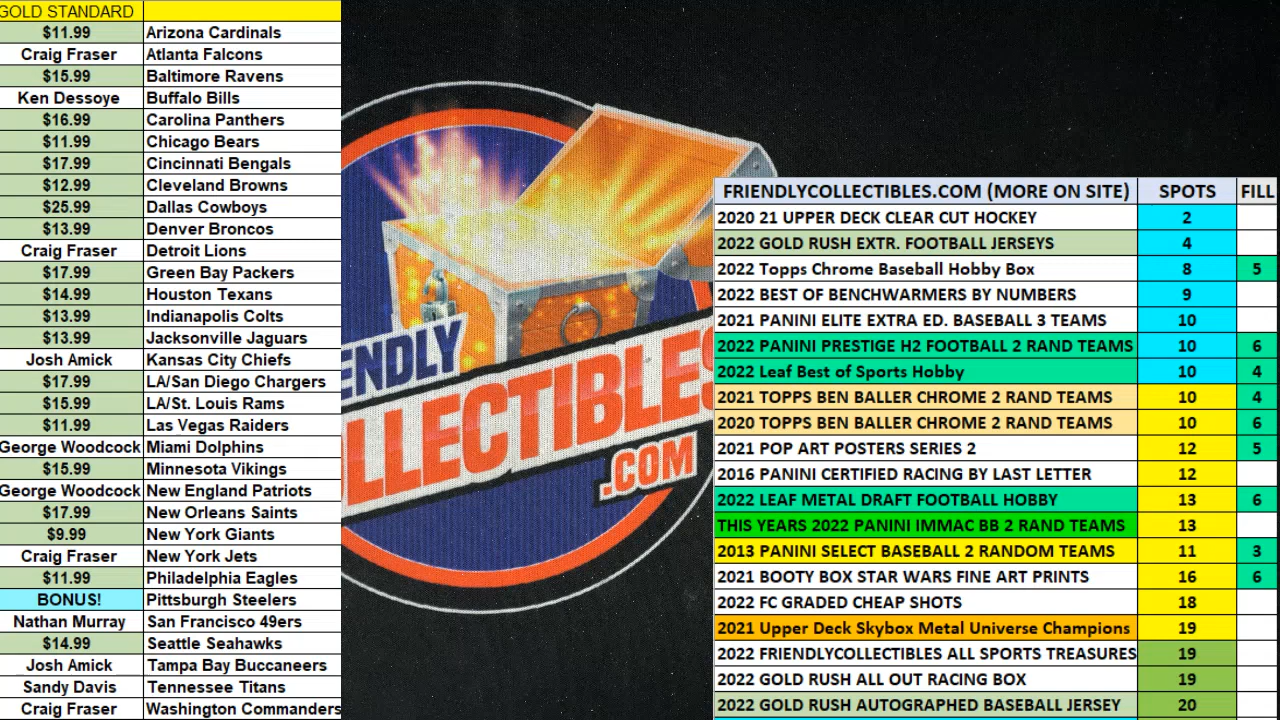 GOLD STANDARD
$11.99 Arizona Cardinals
Craig Fraser Atlanta Falcons
$15.99 Baltimore Ravens
Ken Dessoye Buffalo Bills
$16.99 Carolina Panthers
$11.99 Chicago Bears
$17.99 Cincinnati Bengals
$12.99 Cleveland Browns
$25.99 Dallas Cowboys
$13.99 Denver Broncos
Craig Fraser Detroit Lions
$17.99 Green Bay Packers
$14.99 Houston Texans
$13.99 Indianapolis Colts
$13.99 Jacksonville Jaguars
Josh Amick Kansas City Chiefs
$17.99 LA/San Diego Chargers
$15.99 LA/St. Louis Rams
$11.99 Las Vegas Raiders
George Woodcock Miami Dolphins
$15.99 Minnesota Vikings
George Woodcock New England Patriots
$17.99 New Orleans Saints
$9.99 New York Giants
Craig Fraser New York Jets
$11.99 Philadelphia Eagles
BONUS! Pittsburgh Steelers
Nathan Murray San Francisco 49ers
$14.99 Seattle Seahawks
Josh Amick Tampa Bay Buccaneers
Sandy Davis Tennessee Titans
Craig Fraser Washington Commanders
ENDLY
LLECTIBLES
.COM
FRIENDLYCOLLECTIBLES.COM (MORE ON SITE) SPOTS FILL
2020 21 UPPER DECK CLEAR CUT HOCKEY 2
2022 GOLD RUSH EXTR. FOOTBALL JERSEYS 4
2022 Topps Chrome Baseball Hobby Box 8 5
2022 BEST OF BENCHWARMERS BY NUMBERS 9
2021 PANINI ELITE EXTRA ED. BASEBALL 3 TEAMS 10
2022 PANINI PRESTIGE H2 FOOTBALL 2 RAND TEAMS 10 6
2022 Leaf Best of Sports Hobby 10 4
2021 TOPPS BEN BALLER CHROME 2 RAND TEAMS 10 4
2020 TOPPS BEN BALLER CHROME 2 RAND TEAMS 10 6
2021 POP ART POSTERS SERIES 2 12 5
2016 PANINI CERTIFIED RACING BY LAST LETTER 12
2022 LEAF METAL DRAFT FOOTBALL HOBBY 13 6
THIS YEARS 2022 PANINI IMMAC BB 2 RAND TEAMS 13
2013 PANINI SELECT BASEBALL 2 RANDOM TEAMS 11 3
2021 BOOTY BOX STAR WARS FINE ART PRINTS 16 6
2022 FC GRADED CHEAP SHOTS 18
2021 Upper Deck Skybox Metal Universe Champions 19
2022 FRIENDLYCOLLECTIBLES ALL SPORTS TREASURES 19
2022 GOLD RUSH ALL OUT RACING BOX 19
2022 GOLD RUSH AUTOGRAPHED BASEBALL JERSEY 20